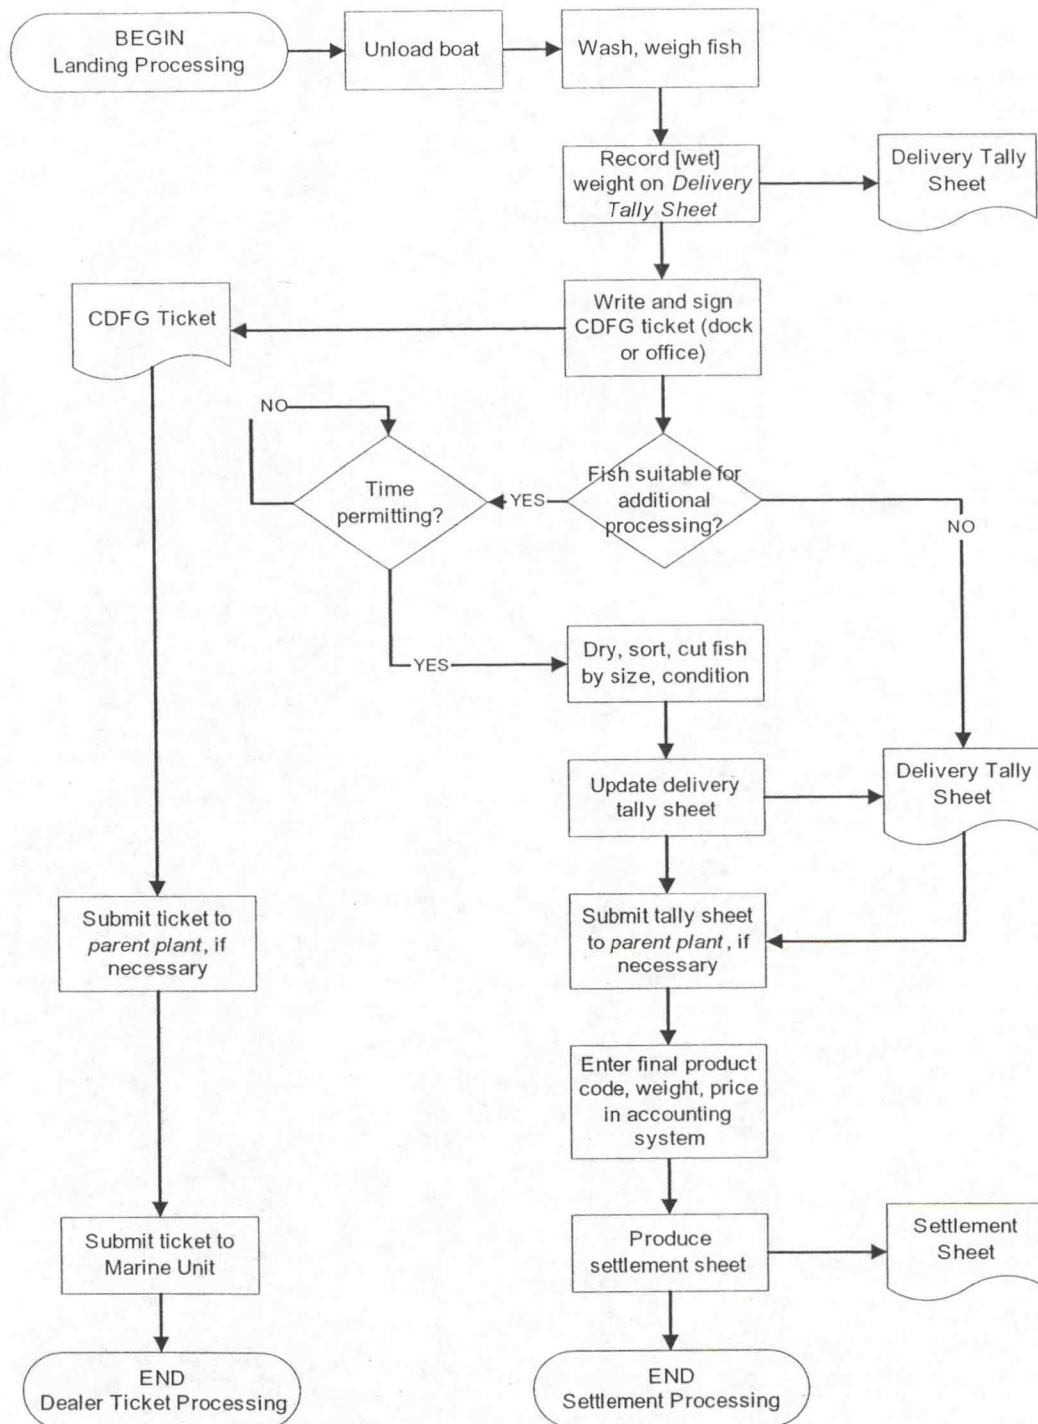 BEGIN
Landing Processing
Unload boat
Wash, weigh fish
Record [wet]
weight on Delivery
Tally Sheet
Delivery Tally
Sheet
CDFG Ticket
Write and sign
CDFG ticket (dock
or office)
NO
Time
permitting?
YES
Fish suitable for
additional
processing?
NO
YES
Dry, sort, cut fish
by size, condition
Update delivery
tally sheet
Delivery Tally
Sheet
Submit ticket to
parent plant, if
necessary
Submit tally sheet
to parent plant, if
necessary
Enter final product
code, weight, price
in accounting
system
Submit ticket to
Marine Unit
Produce
settlement sheet
Settlement
Sheet
END
Dealer Ticket Processing
END
Settlement Processing